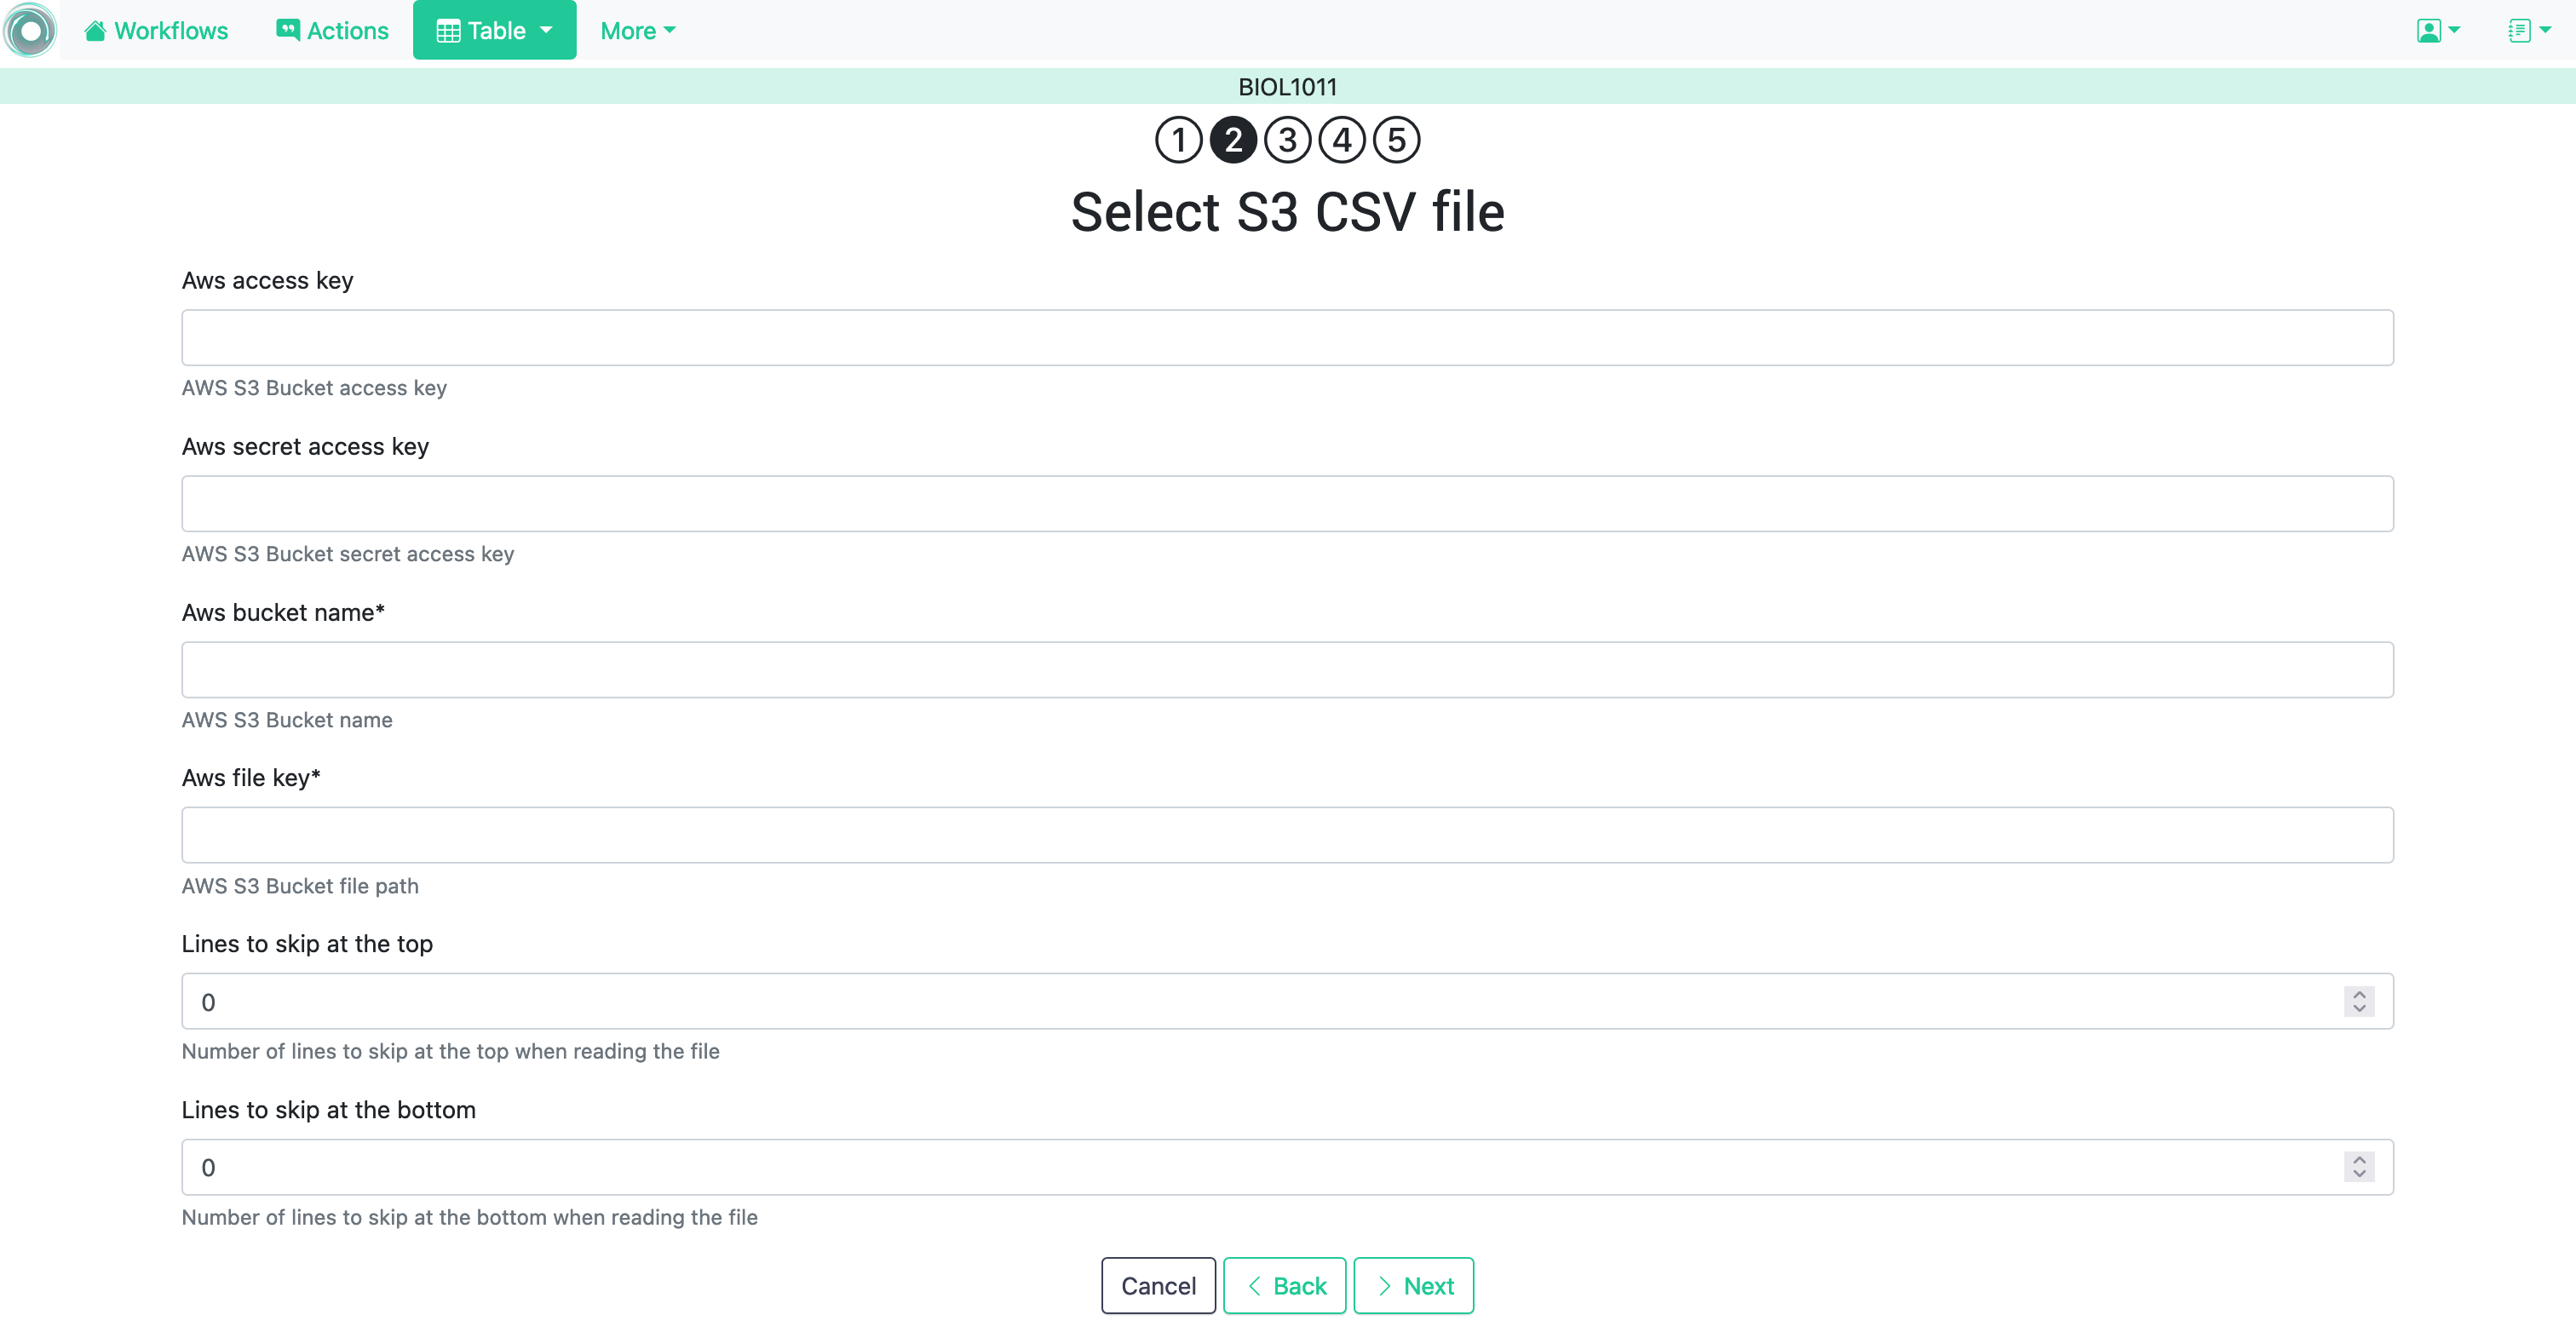 Workflows Actions Table More
BIOL1011
1 2 3 4 5
Select S3 CSV file
Aws access key
AWS S3 Bucket access key
Aws secret access key
AWS S3 Bucket secret access key
Aws bucket name*
AWS S3 Bucket name
Aws file key*
AWS S3 Bucket file path
Lines to skip at the top
0
Number of lines to skip at the top when reading the file
Lines to skip at the bottom
0
Number of lines to skip at the bottom when reading the file
Cancel Back Next